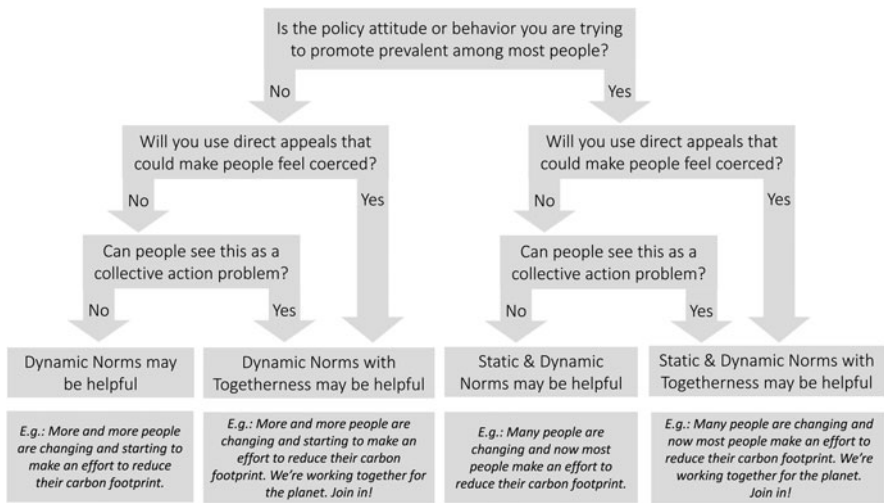 Is the policy attitude or behavior you are trying
to promote prevalent among most people?
No
Yes
Will you use direct appeals that
could make people feel coerced?
Will you use direct appeals that
could make people feel coerced?
No
Yes
No
Yes
Can people see this as a
collective action problem?
Can people see this as a
collective action problem?
No
Yes
No
Yes
Dynamic Norms may
be helpful
Dynamic Norms with
Togetherness may be helpful
Static & Dynamic
Norms may be helpful
Static & Dynamic Norms with
Togetherness may be helpful
E.g.: More and more people
are changing and starting to
make an effort to reduce
their carbon footprint.
E.g.: More and more people are
changing and starting to make an
effort to reduce their carbon
footprint. We're working together for
the planet. Join in!
E.g.: Many people are
changing and now most
people make an effort to
reduce their carbon footprint.
E.g.: Many people are changing and
now most people make an effort to
reduce their carbon footprint. We're
working together for the planet.
Join in!